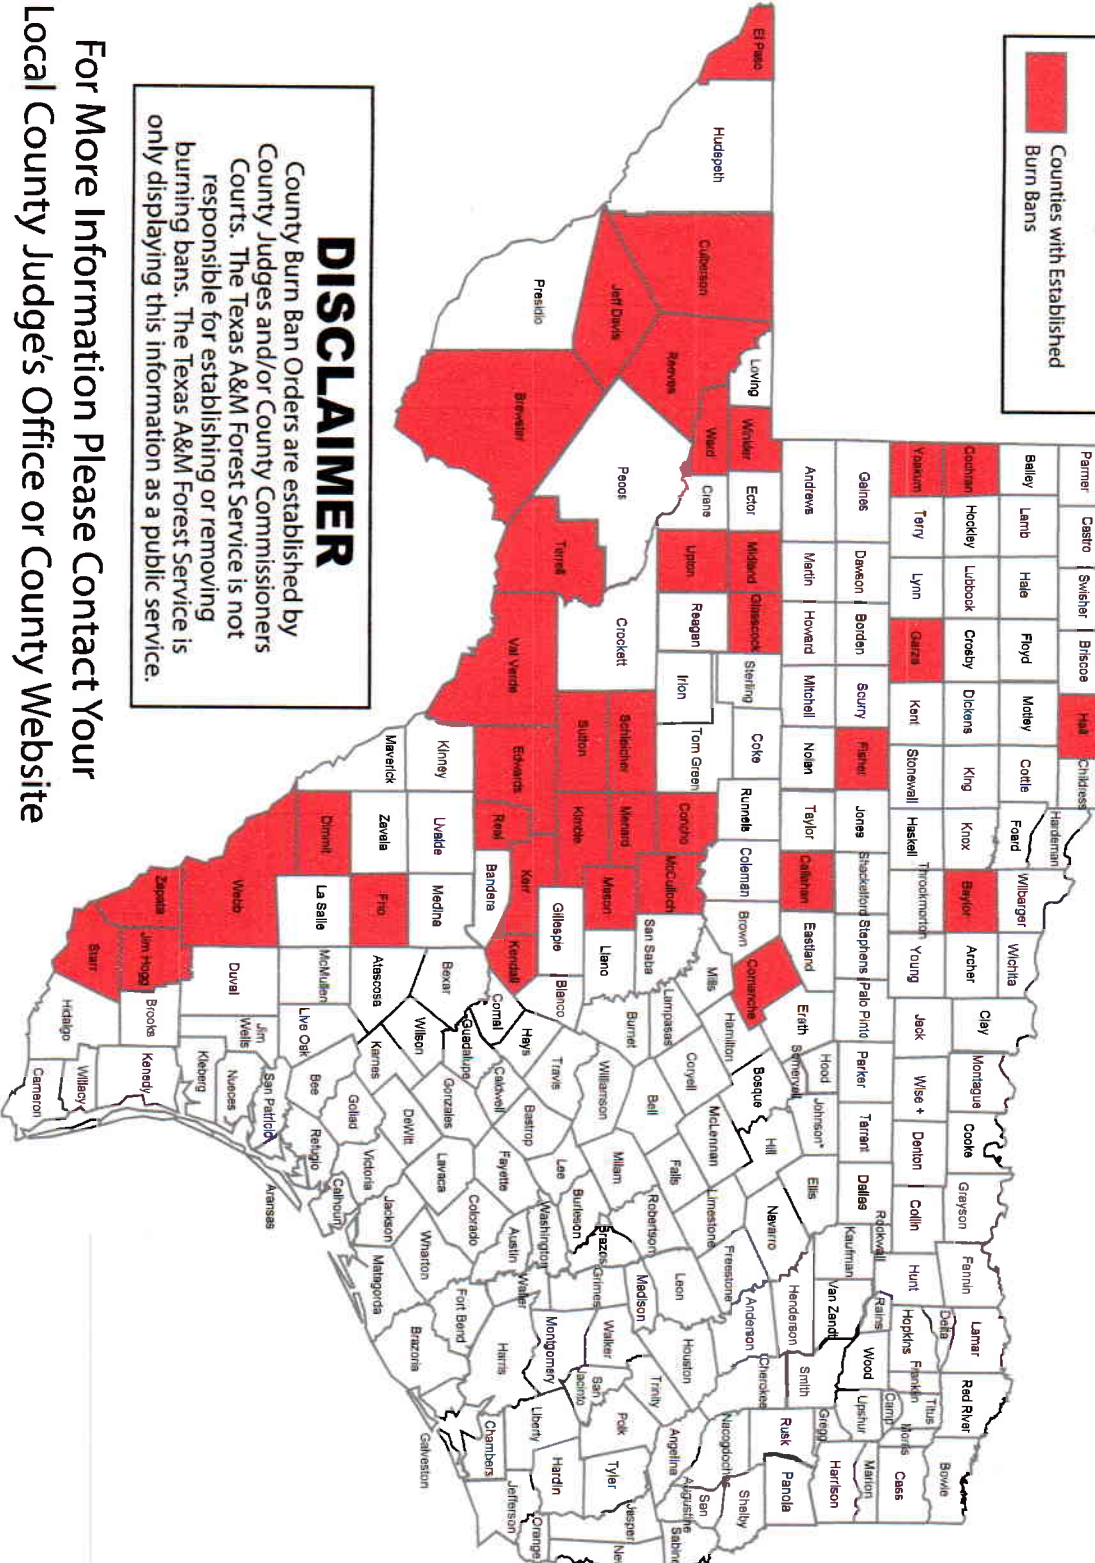 Counties with Established
Burn Bans
Parmer
Castro
Swisher
Briscoe
Hall
Childress
Hardeman
Bailey
Lamb
Hale
Floyd
Motley
Cottle
Foard
Wilbarger
Wichita
Clay
Montague
Cooke
Grayson
Fannin
Lamar
Red River
Bowie
Cochran
Hockley
Lubbock
Crosby
Dickens
King
Knox
Baylor
Archer
Yoakum
Terry
Lynn
Garza
Kent
Stonewall
Haskell
Throckmorton
Young
Jack
Wise +
Denton
Collin
Hunt
Delta
Hopkins
Franklin
Titus
Morris
Cass
Gaines
Dawson
Borden
Scurry
Fisher
Jones
Shackelford
Stephens
Palo Pinto
Parker
Tarrant
Dallas
Rockwall
Kaufman
Rains
Van Zandt
Wood
Camp
Upshur
Marion
Andrews
Martin
Howard
Mitchell
Nolan
Taylor
Callahan
Eastland
Erath
Hood
Somervell
Johnson*
Ellis
Henderson
Smith
Gregg
Harrison
El Paso
Hudspeth
Culberson
Loving
Winkler
Ector
Midland
Glasscock
Sterling
Coke
Runnels
Coleman
Brown
Comanche
Hamilton
Bosque
Hill
Navarro
Anderson
Cherokee
Rusk
Panola
Jeff Davis
Reeves
Ward
Crane
Upton
Reagan
Irion
Tom Green
Concho
McCulloch
San Saba
Mills
Lampasas
Coryell
McLennan
Limestone
Freestone
Leon
Houston
Nacogdoches
Shelby
Angelina
San
Augustine
Sabine
Presidio
Brewster
Pecos
Terrell
Crockett
Schleicher
Menard
Mason
Llano
Burnet
Bell
Falls
Milam
Robertson
Brazos
Madison
Walker
Trinity
Polk
Tyler
Jasper
Val Verde
Sutton
Kimble
Gillespie
Blanco
Travis
Williamson
Lee
Burleson
Washington
Grimes
Montgomery
San
Jacinto
Liberty
Hardin
Orange
Edwards
Real
Kerr
Kendall
Comal
Hays
Caldwell
Bastrop
Fayette
Austin
Waller
Harris
Chambers
Jefferson
Kinney
Uvalde
Bandera
Medina
Bexar
Guadalupe
Gonzales
Lavaca
Colorado
Fort Bend
Galveston
Maverick
Zavala
Frio
Atascosa
Wilson
Karnes
DeWitt
Victoria
Jackson
Wharton
Matagorda
Brazoria
Dimmit
La Salle
McMullen
Live Oak
Bee
Goliad
Refugio
Calhoun
Aransas
Webb
Duval
Jim
Wells
Nueces
San Patricio
Kleberg
Zapata
Jim Hogg
Brooks
Kenedy
Starr
Hidalgo
Willacy
Cameron
DISCLAIMER
County Burn Ban Orders are established by
County Judges and/or County Commissioners
Courts. The Texas A&M Forest Service is not
responsible for establishing or removing
burning bans. The Texas A&M Forest Service is
only displaying this information as a public service.
For More Information Please Contact Your
Local County Judge's Office or County Website